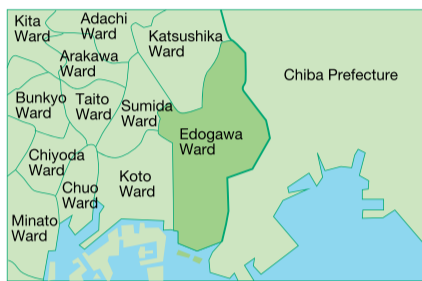 Kita
Ward
Adachi
Ward
Katsushika
Ward
Arakawa
Ward
Chiba Prefecture
Bunkyo
Ward
Taito
Ward
Sumida
Ward
Edogawa
Ward
Chiyoda
Ward
Chuo
Ward
Koto
Ward
Minato
Ward